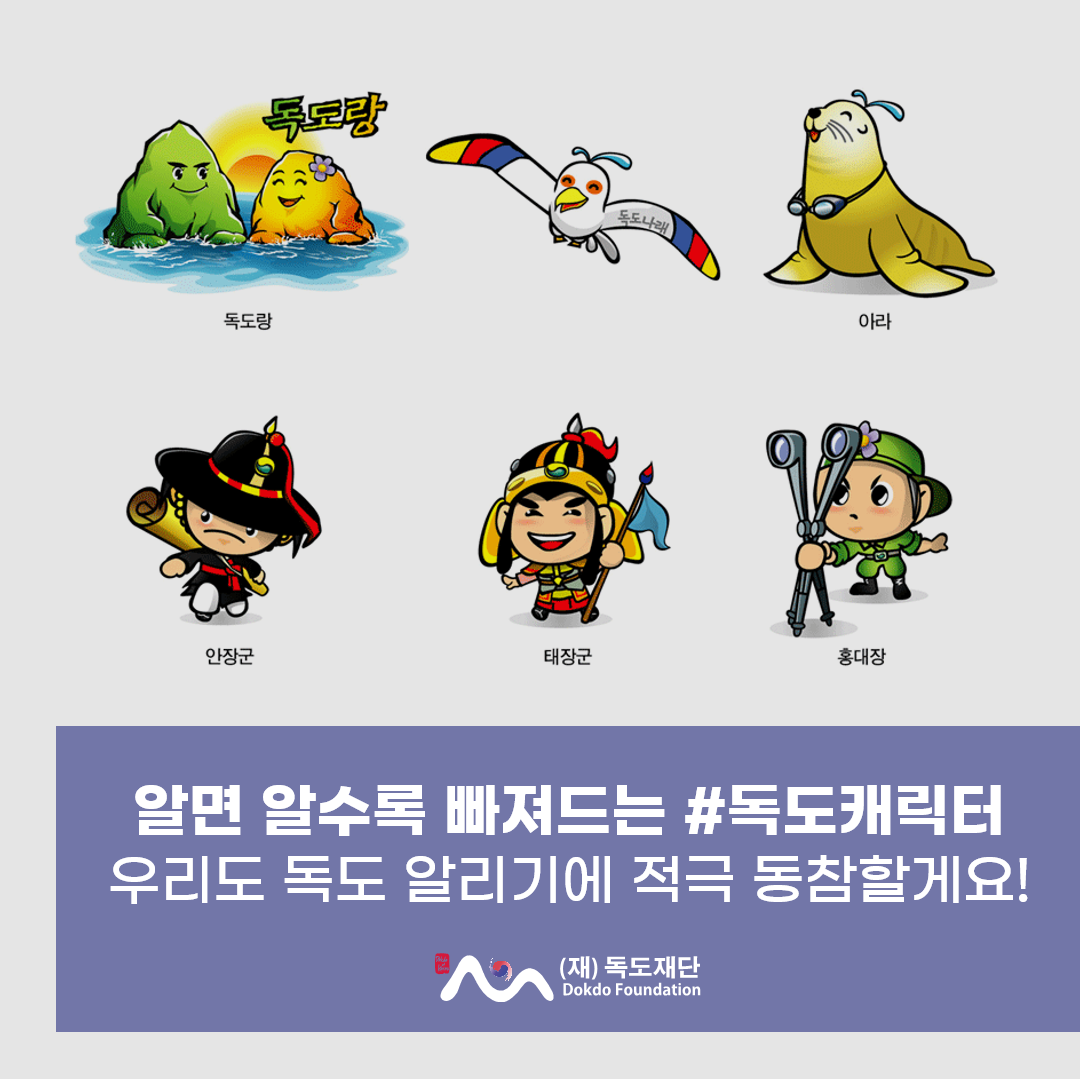 독도랑
독도나래
독도랑
아라
안장군
태장군
홍대장
알면 알수록 빠져드는 #독도캐릭터
우리도 독도 알리기에 적극 동참할게요!
(재) 독도재단
Dokdo Foundation